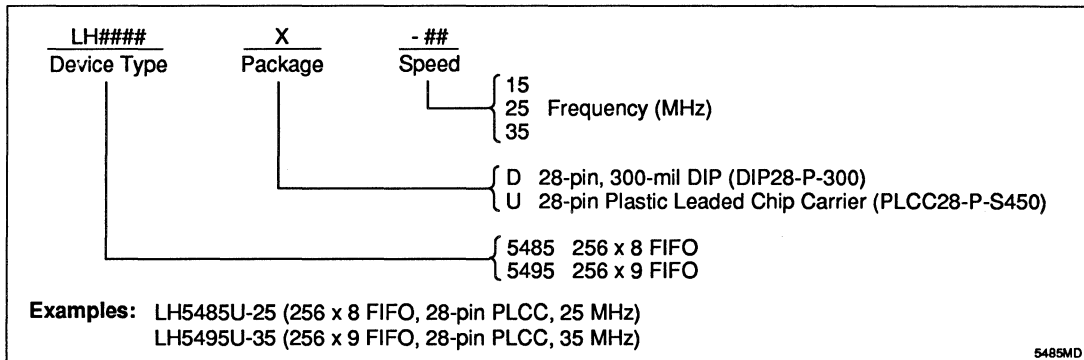 LH#### X - ##
Device Type Package Speed
15
25 Frequency (MHz)
35
D 28-pin, 300-mil DIP (DIP28-P-300)
U 28-pin Plastic Leaded Chip Carrier (PLCC28-P-S450)
5485 256 x 8 FIFO
5495 256 x 9 FIFO
Examples: LH5485U-25 (256 x 8 FIFO, 28-pin PLCC, 25 MHz)
LH5495U-35 (256 x 9 FIFO, 28-pin PLCC, 35 MHz)
5485MD